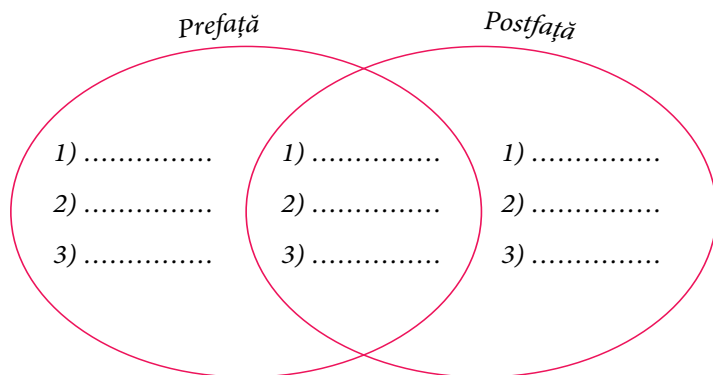 Prefață Postfață
1) ............... 1) ............... 1) ...............
2) ............... 2) ............... 2) ...............
3) ............... 3) ............... 3) ...............